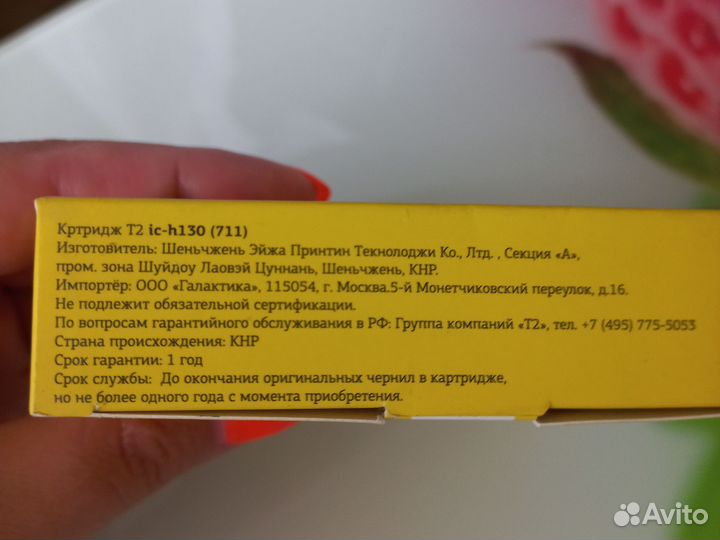 Кртридж Т2 ic-h130 (711)
Изготовитель: Шеньчжень Эйжа Принтин Текнолоджи Ко., Лтд. , Секция «А»,
пром. зона Шуйдоу Лаовэй Цуннань, Шеньчжень, КНР.
Импортёр: ООО «Галактика», 115054, г. Москва.5-й Монетчиковский переулок, д.16.
Не подлежит обязательной сертификации.
По вопросам гарантийного обслуживания в РФ: Группа компаний «Т2», тел. +7 (495) 775-5053
Страна происхождения: КНР
Срок гарантии: 1 год
Срок службы: До окончания оригинальных чернил в картридже,
но не более одного года с момента приобретения.
Avito